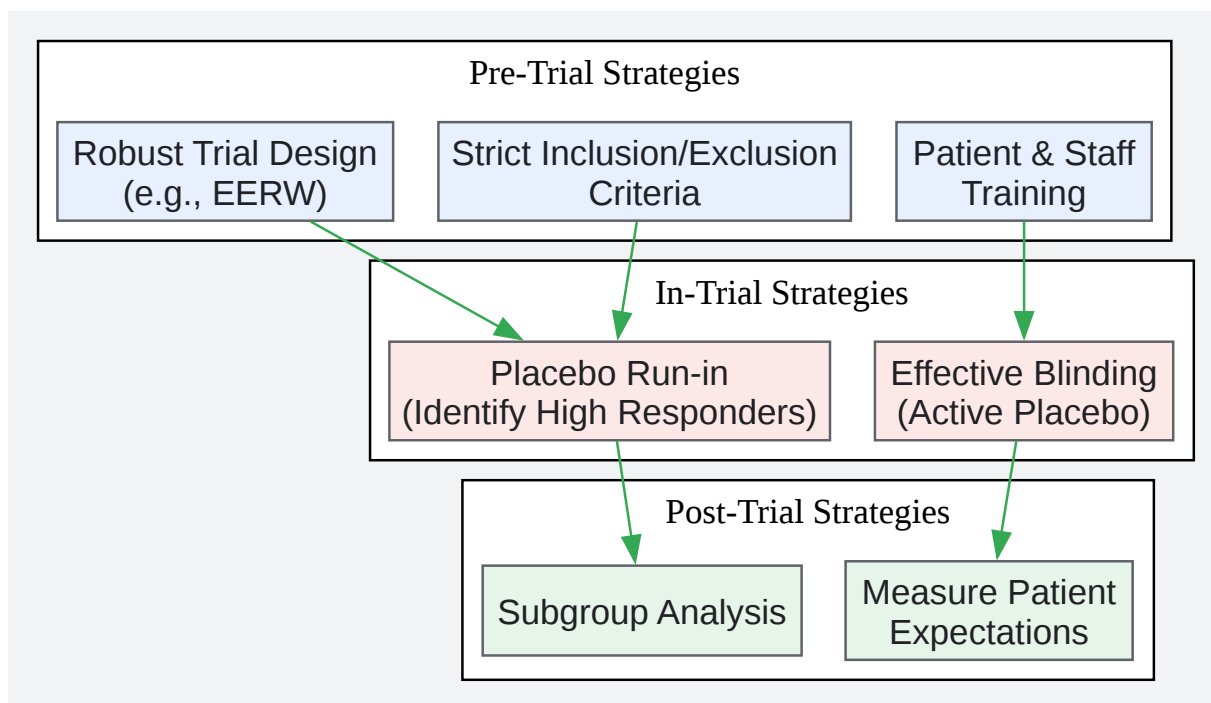 Pre-Trial Strategies
Robust Trial Design
(e.g., EERW)
Strict Inclusion/Exclusion
Criteria
Patient & Staff
Training
In-Trial Strategies
Placebo Run-in
(Identify High Responders)
Effective Blinding
(Active Placebo)
Post-Trial Strategies
Subgroup Analysis
Measure Patient
Expectations